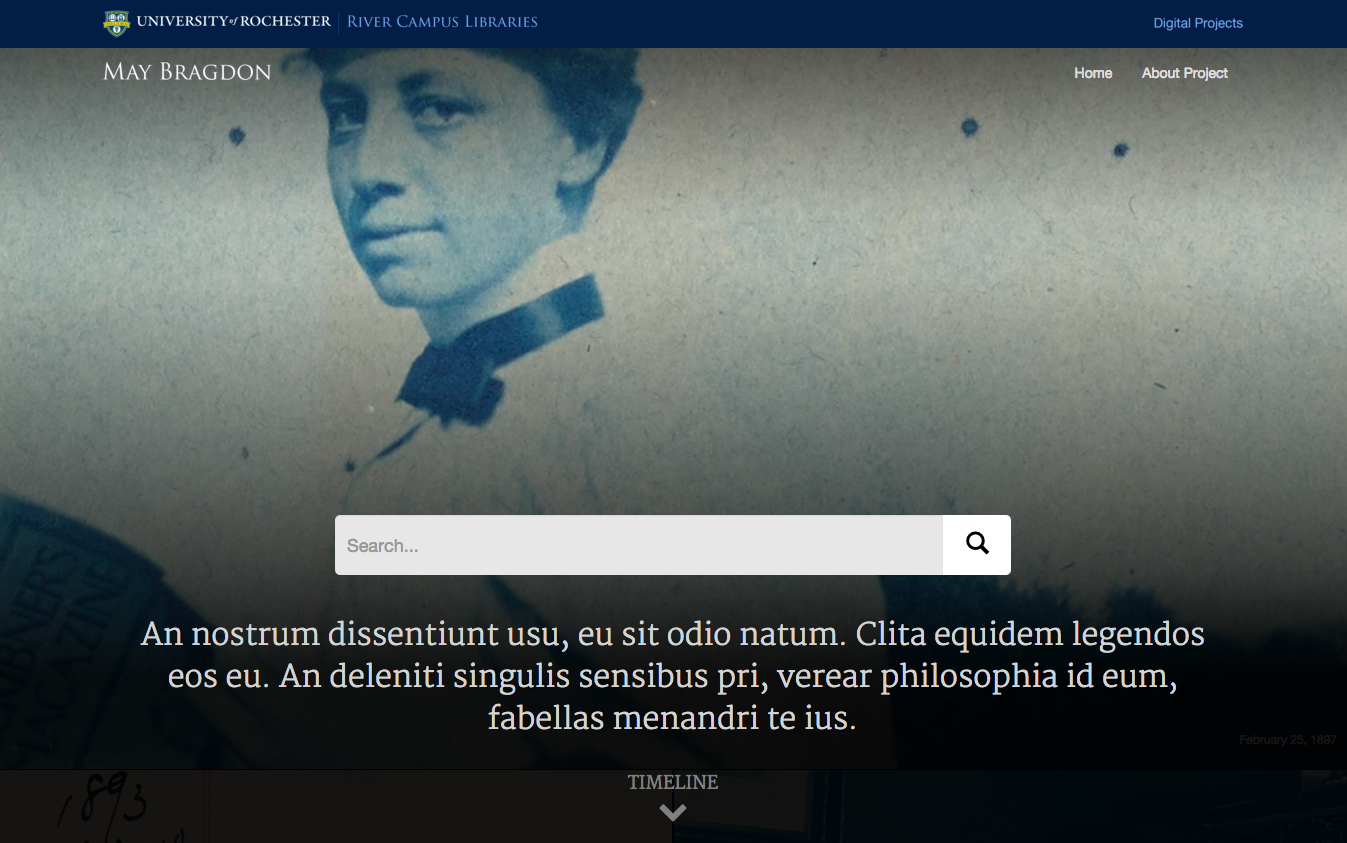 UNIVERSITY of ROCHESTER | RIVER CAMPUS LIBRARIES
Digital Projects
MAY BRAGDON
Home
About Project
Search...
MAGAZINE
An nostrum dissentiunt usu, eu sit odio natum. Clita equidem legendos
eos eu. An deleniti singulis sensibus pri, verear philosophia id eum,
fabellas menandri te ius.
February 25, 1897
TIMELINE
1893